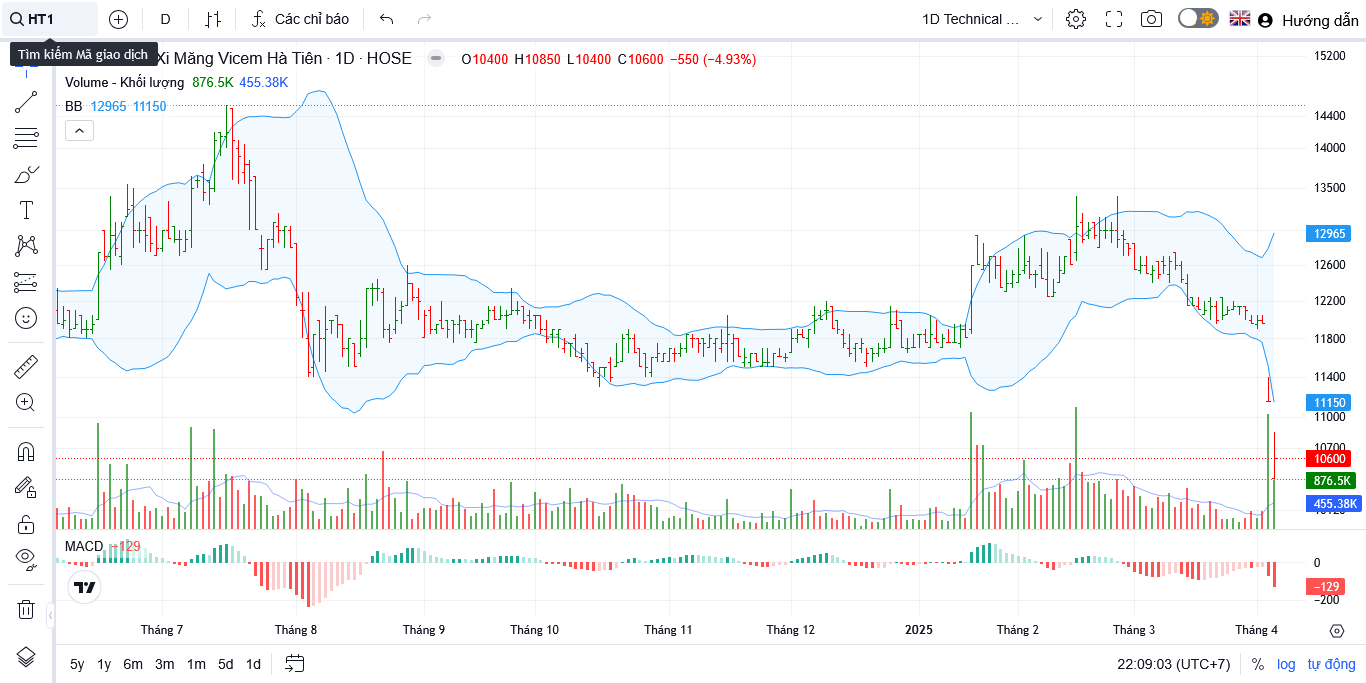 HT1 D Các chỉ báo 1D Technical ... Hướng dẫn
Tìm kiếm Mã giao dịch
Xi Măng Vicem Hà Tiên · 1D · HOSE O10400 H10850 L10400 C10600 −550 (−4.93%)
Volume - Khối lượng 876.5K 455.38K
BB 12965 11150
15200
14400
14000
13500
12965
12600
12200
11800
11400
11150
11000
10700
10600
876.5K
455.38K
MACD −129
0
−129
−200
Tháng 7 Tháng 8 Tháng 9 Tháng 10 Tháng 11 Tháng 12 2025 Tháng 2 Tháng 3 Tháng 4
5y 1y 6m 3m 1m 5d 1d 22:09:03 (UTC+7) % log tự động